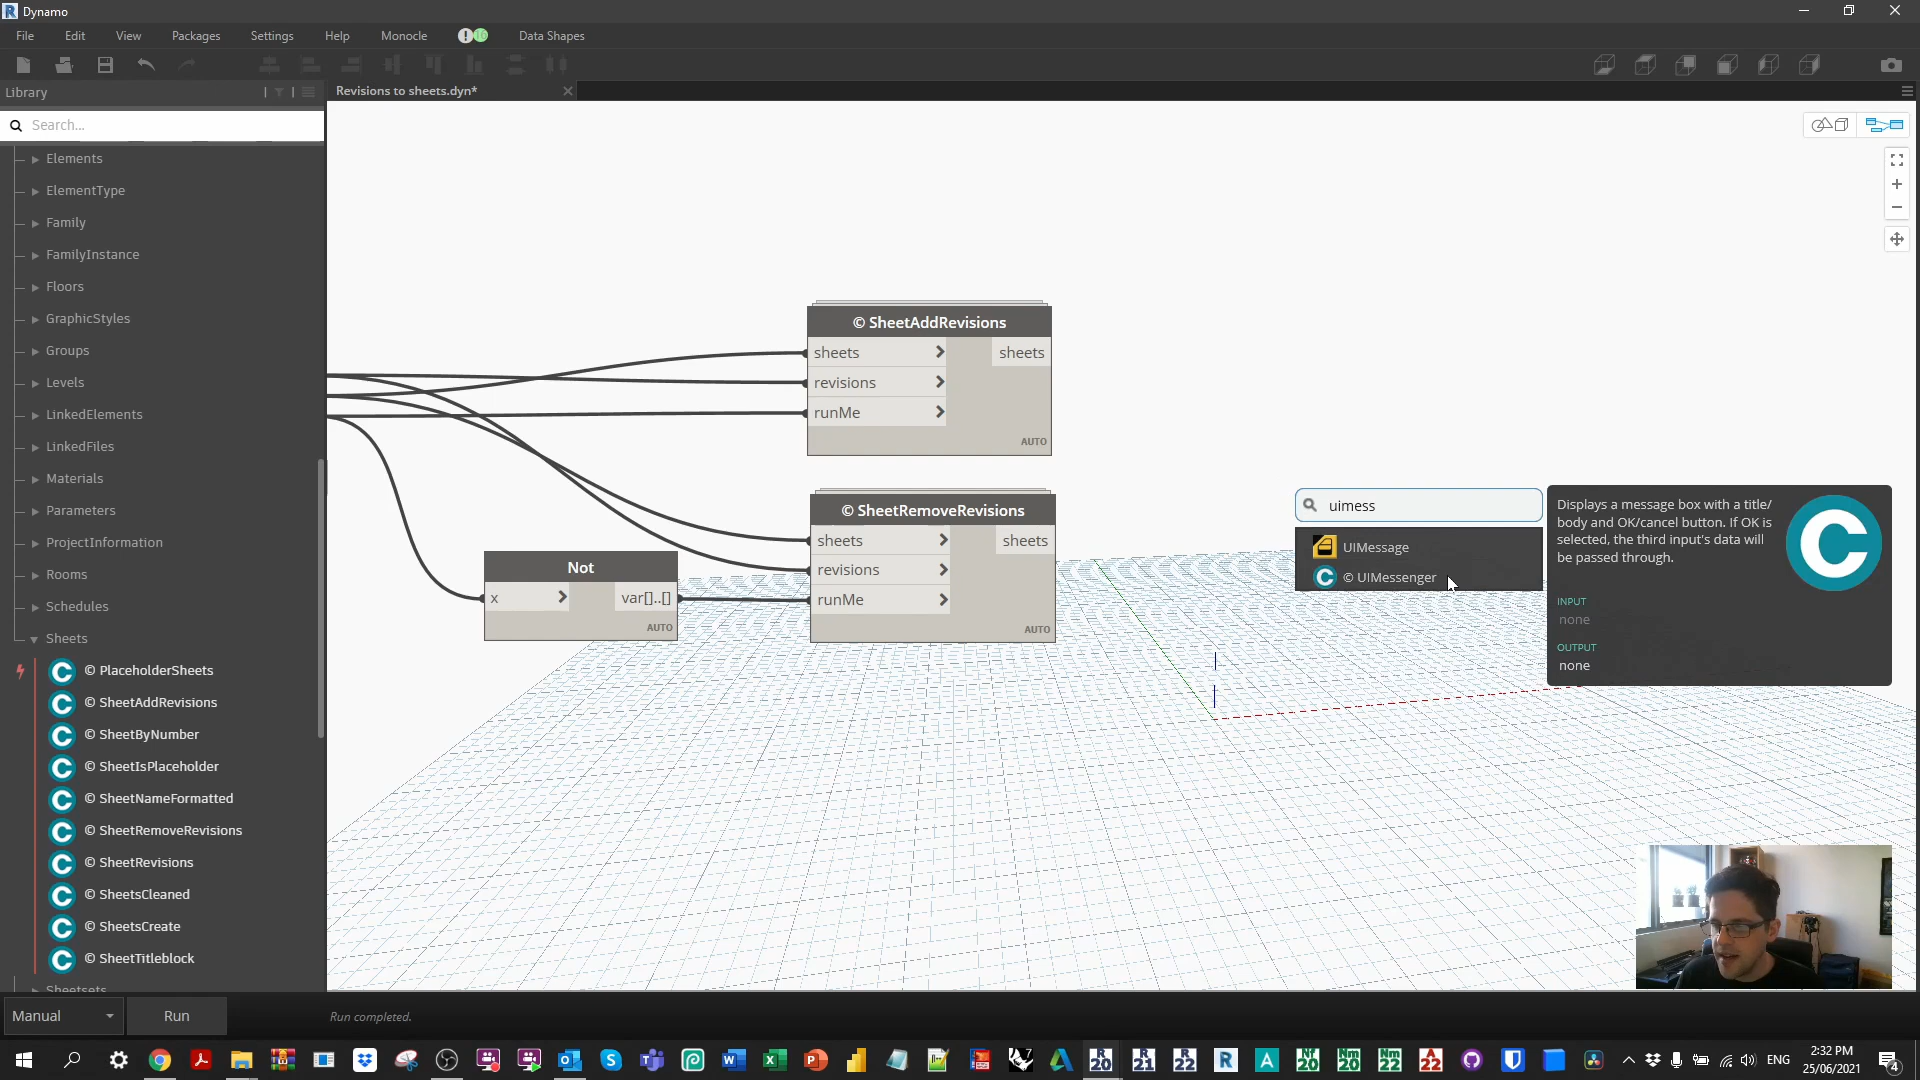 Dynamo
File Edit View Packages Settings Help Monocle Data Shapes
Library
Revisions to sheets.dyn*
Search...
Elements
ElementType
Family
FamilyInstance
Floors
GraphicStyles
Groups
Levels
LinkedElements
LinkedFiles
Materials
Parameters
ProjectInformation
Rooms
Schedules
Sheets
© PlaceholderSheets
© SheetAddRevisions
© SheetByNumber
© SheetIsPlaceholder
© SheetNameFormatted
© SheetRemoveRevisions
© SheetRevisions
© SheetsCleaned
© SheetsCreate
© SheetTitleblock
Sheetsets
© SheetAddRevisions
sheets > sheets
revisions >
runMe >
AUTO
© SheetRemoveRevisions
sheets > sheets
revisions >
runMe >
AUTO
Not
x > var[]..[]
AUTO
uimess
UIMessage
© UIMessenger
Displays a message box with a title/
body and OK/cancel button. If OK is
selected, the third input's data will
be passed through.
INPUT
none
OUTPUT
none
Manual Run Run completed.
ENG
2:32 PM
25/06/2021